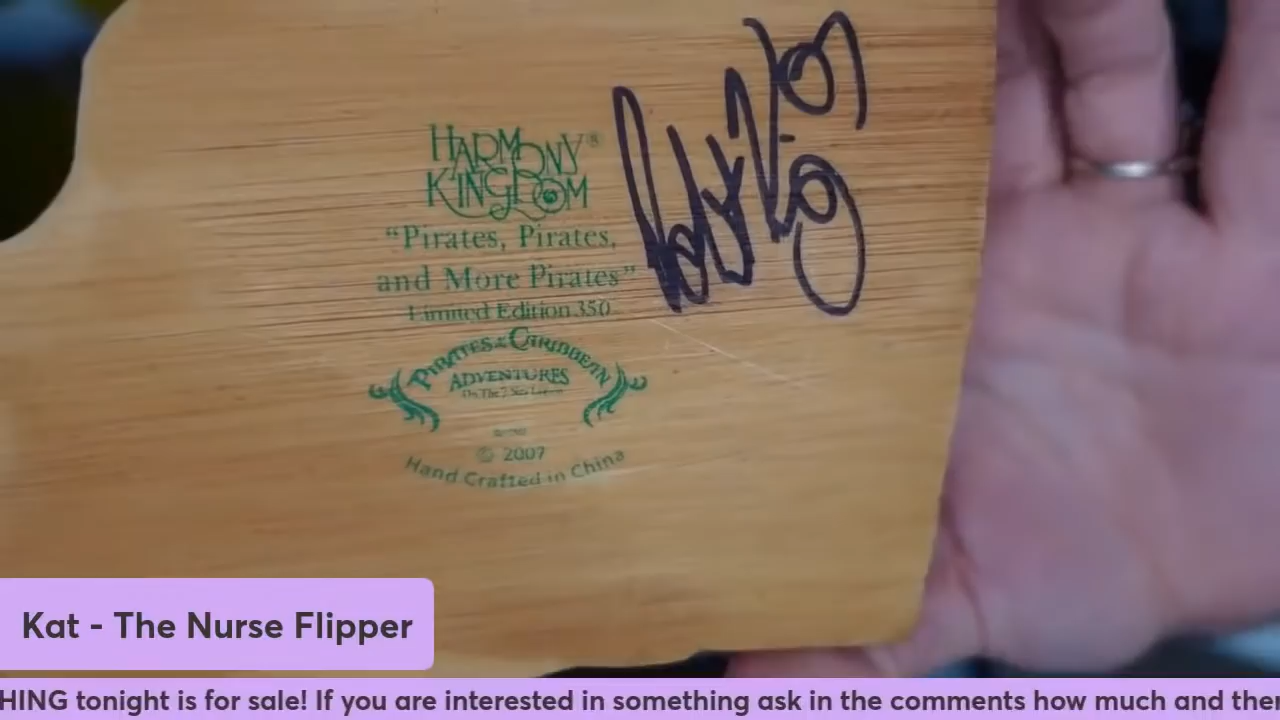 HARMONY®
KINGDOM
"Pirates, Pirates,
and More Pirates"
Limited Edition 350
PIRATES of the CARIBBEAN
ADVENTURES
© 2007
Hand Crafted in China
Kat - The Nurse Flipper
HING tonight is for sale! If you are interested in something ask in the comments how much and the